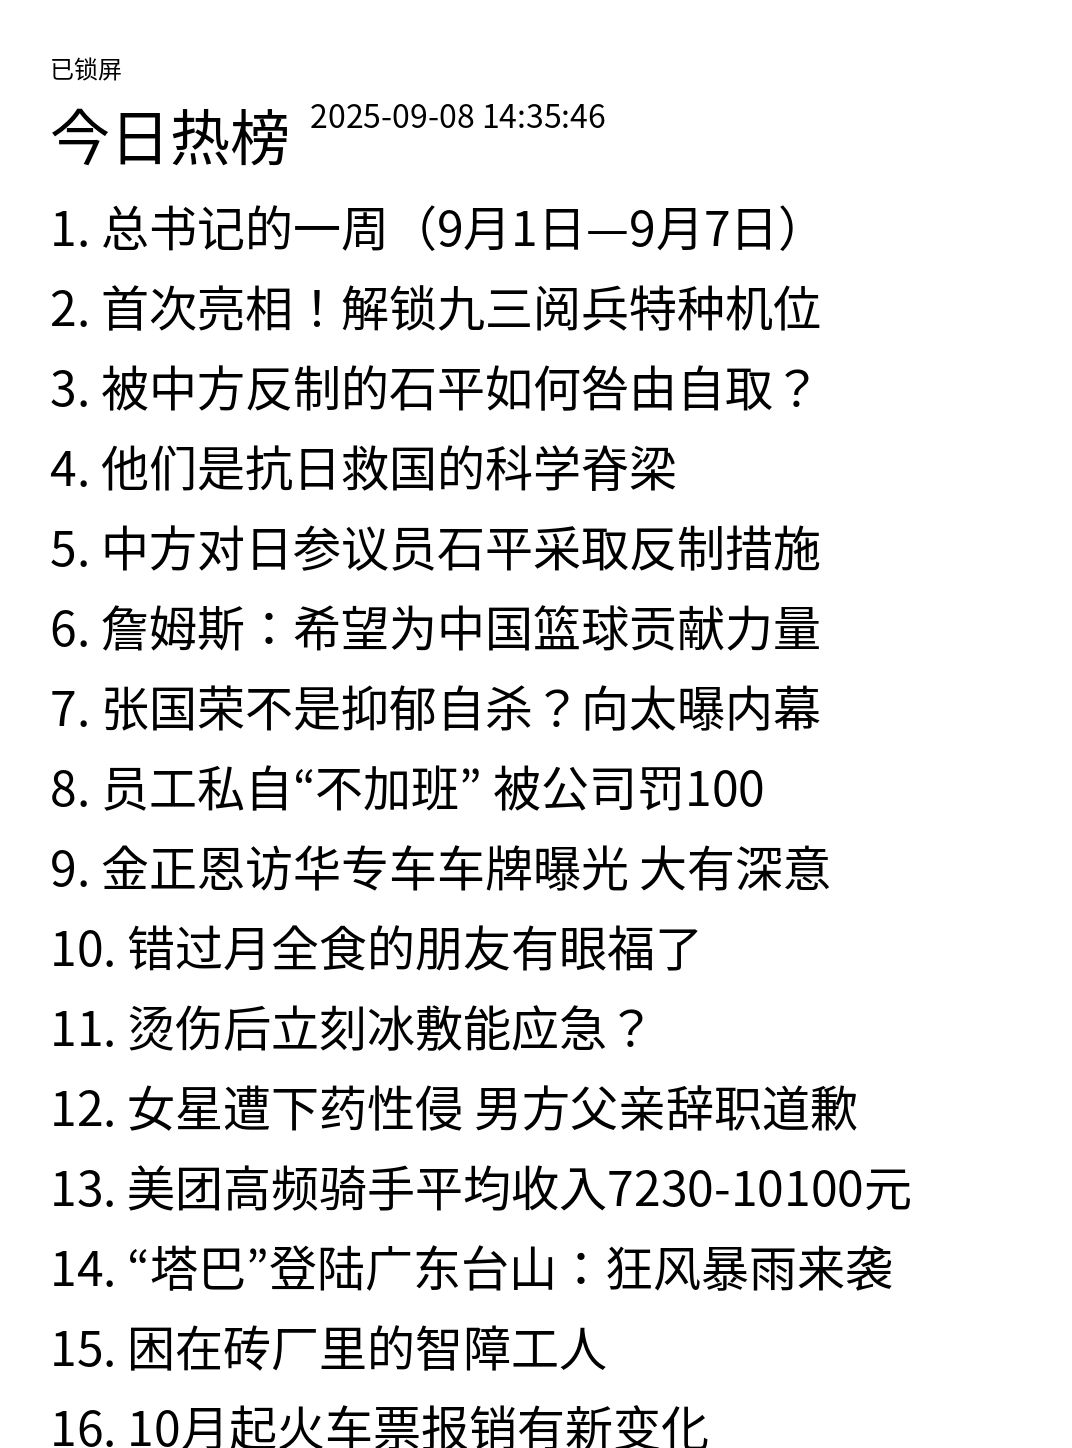 已锁屏
今日热榜 2025-09-08 14:35:46
1. 总书记的一周（9月1日—9月7日）
2. 首次亮相！解锁九三阅兵特种机位
3. 被中方反制的石平如何咎由自取？
4. 他们是抗日救国的科学脊梁
5. 中方对日参议员石平采取反制措施
6. 詹姆斯：希望为中国篮球贡献力量
7. 张国荣不是抑郁自杀？向太曝内幕
8. 员工私自“不加班” 被公司罚100
9. 金正恩访华专车车牌曝光 大有深意
10. 错过月全食的朋友有眼福了
11. 烫伤后立刻冰敷能应急？
12. 女星遭下药性侵 男方父亲辞职道歉
13. 美团高频骑手平均收入7230-10100元
14. “塔巴”登陆广东台山：狂风暴雨来袭
15. 困在砖厂里的智障工人
16. 10月起火车票报销有新变化